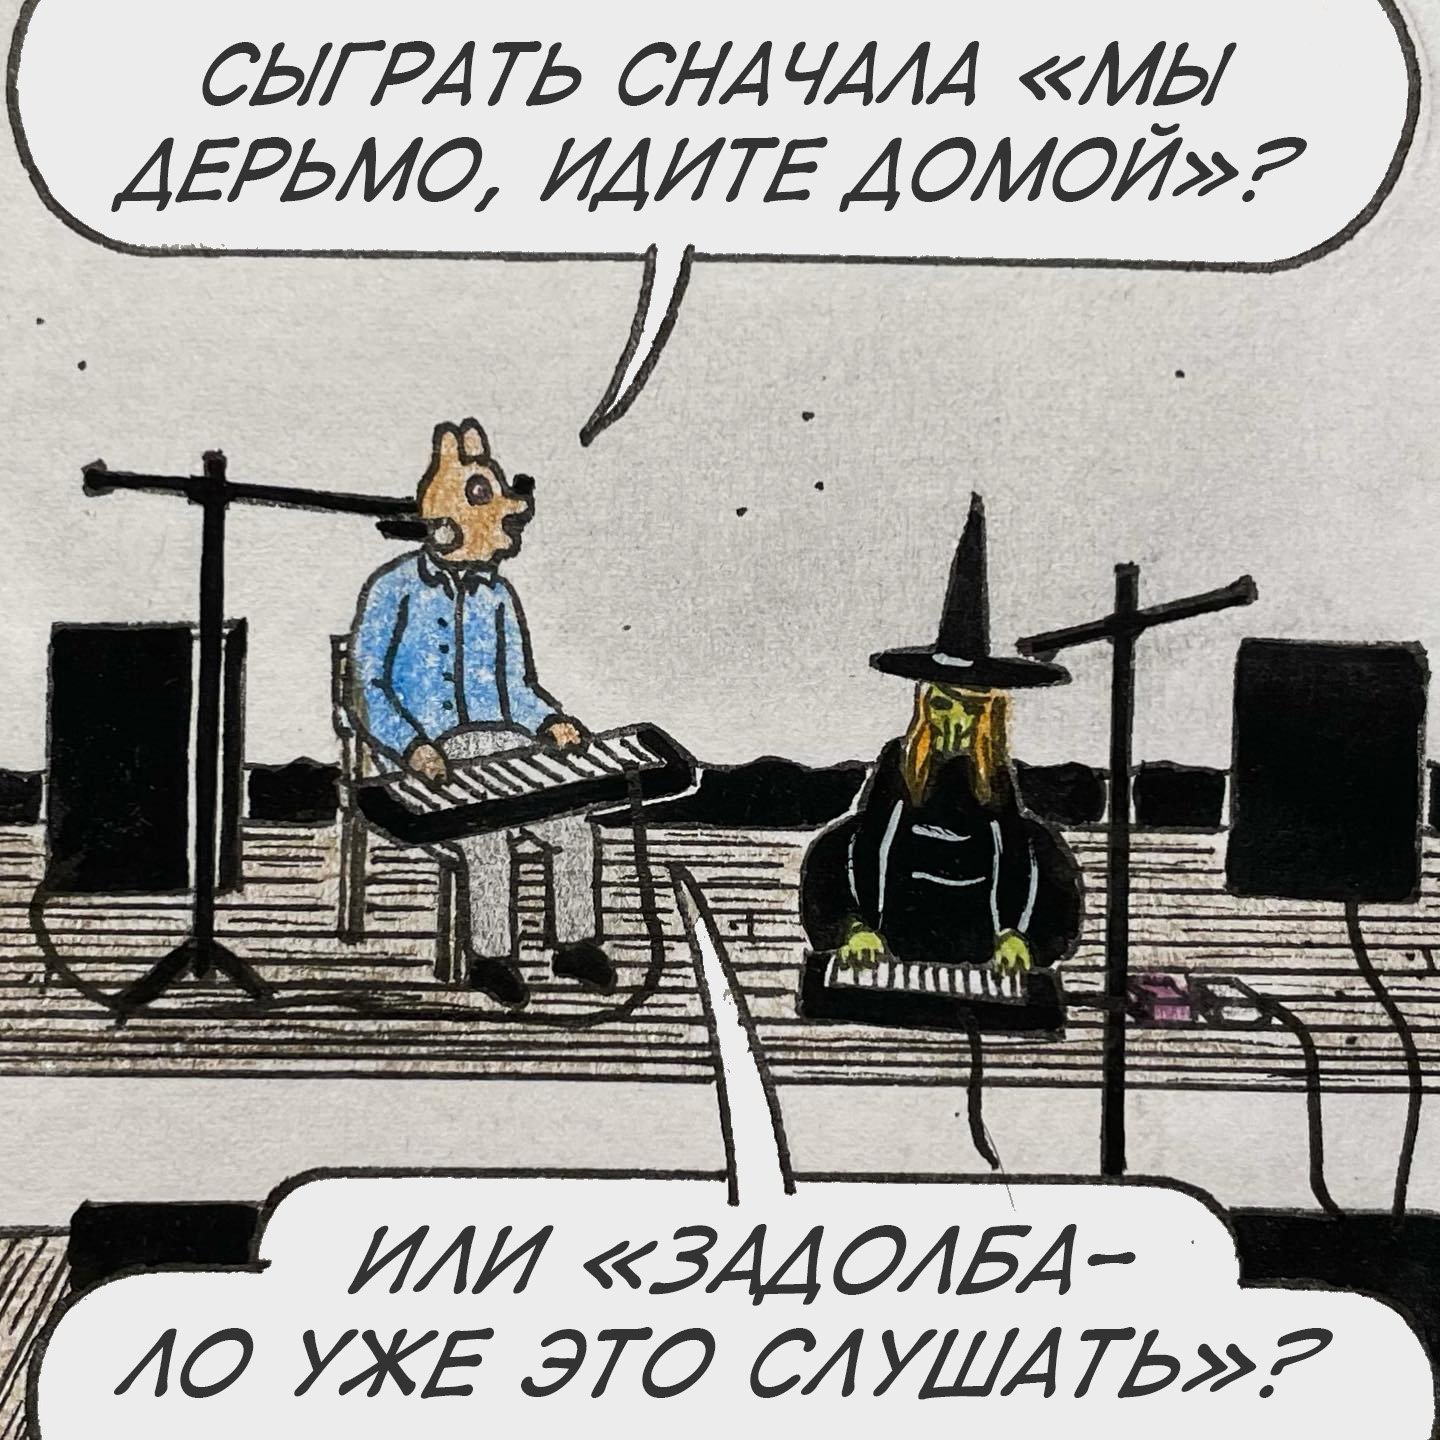 СЫГРАТЬ СНАЧАЛА «МЫ
ДЕРЬМО, ИДИТЕ ДОМОЙ»?
ИЛИ «ЗАДОЛБА-
ЛО УЖЕ ЭТО СЛУШАТЬ»?